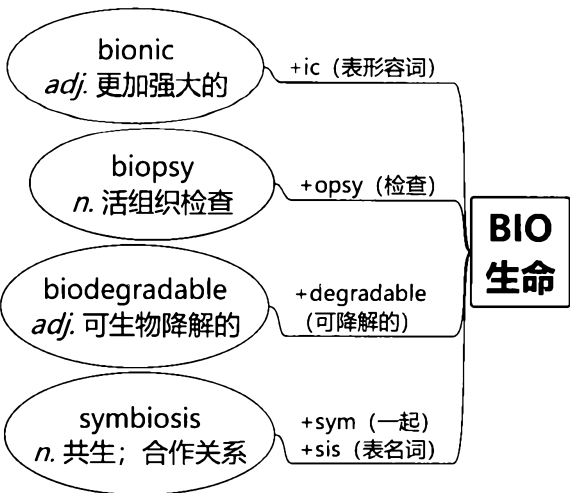 bionic
adj. 更加强大的
+ic（表形容词）
biopsy
n. 活组织检查
+opsy（检查）
BIO
生命
biodegradable
adj. 可生物降解的
+degradable
（可降解的）
symbiosis
n. 共生；合作关系
+sym（一起）
+sis（表名词）